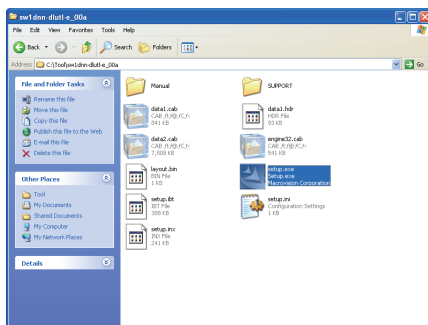 sw1dnn-dlutl-e_00a
File Edit View Favorites Tools Help
Back Search Folders
Address C:\Tool\sw1dnn-dlutl-e_00a Go
File and Folder Tasks
Rename this file
Move this file
Copy this file
Publish this file to the Web
E-mail this file
Delete this file
Other Places
Tool
My Documents
Shared Documents
My Computer
My Network Places
Details
Manual
SUPPORT
data1.cab
841 KB
data1.hdr
HDR File
93 KB
data2.cab
7,808 KB
engine32.cab
541 KB
layout.bin
BIN File
1 KB
setup.exe
Setup.exe
Macrovision Corporation
setup.ibt
IBT File
388 KB
setup.ini
Configuration Settings
1 KB
setup.inx
INX File
241 KB